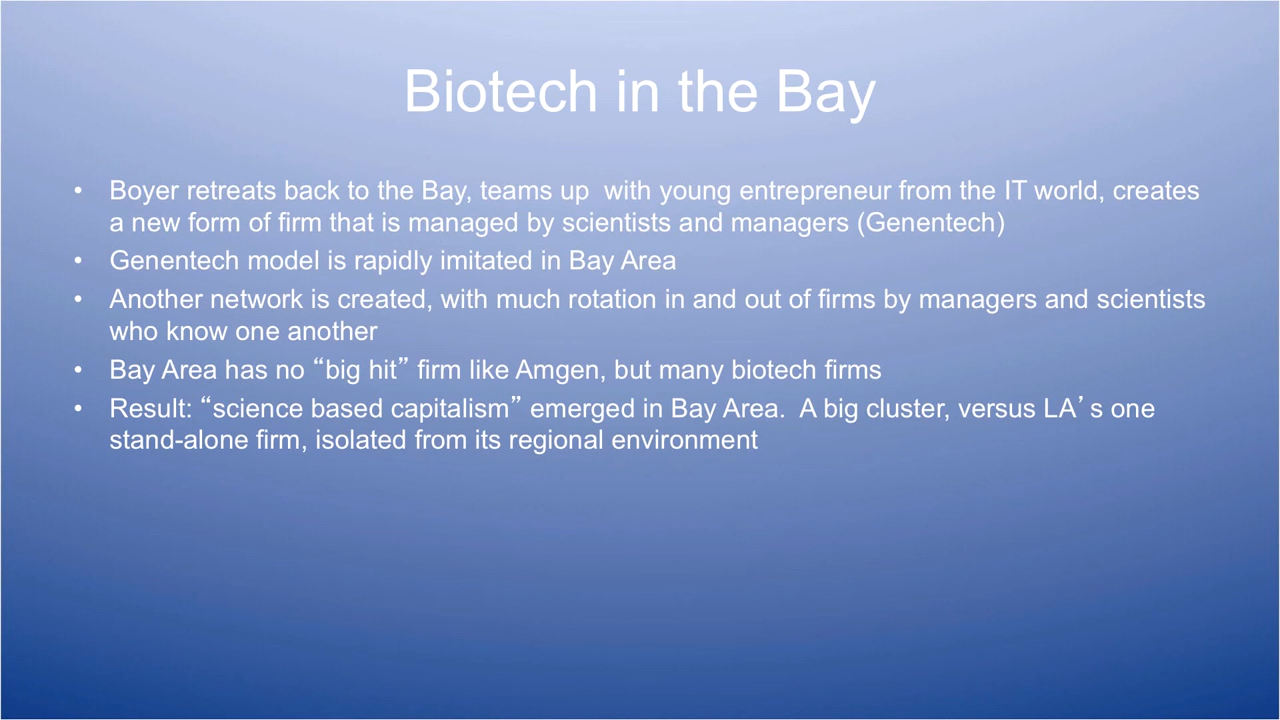 Biotech in the Bay
• Boyer retreats back to the Bay, teams up  with young entrepreneur from the IT world, creates
a new form of firm that is managed by scientists and managers (Genentech)
• Genentech model is rapidly imitated in Bay Area
• Another network is created, with much rotation in and out of firms by managers and scientists
who know one another
• Bay Area has no “big hit” firm like Amgen, but many biotech firms
• Result: “science based capitalism” emerged in Bay Area.  A big cluster, versus LA’s one
stand-alone firm, isolated from its regional environment